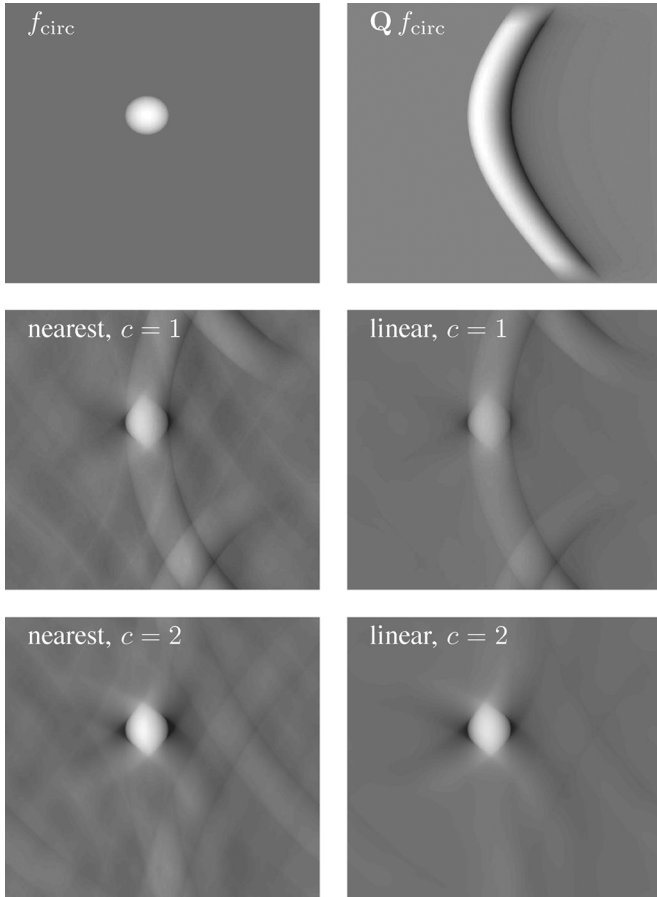 f_circ
Q f_circ
nearest, c = 1
linear, c = 1
nearest, c = 2
linear, c = 2